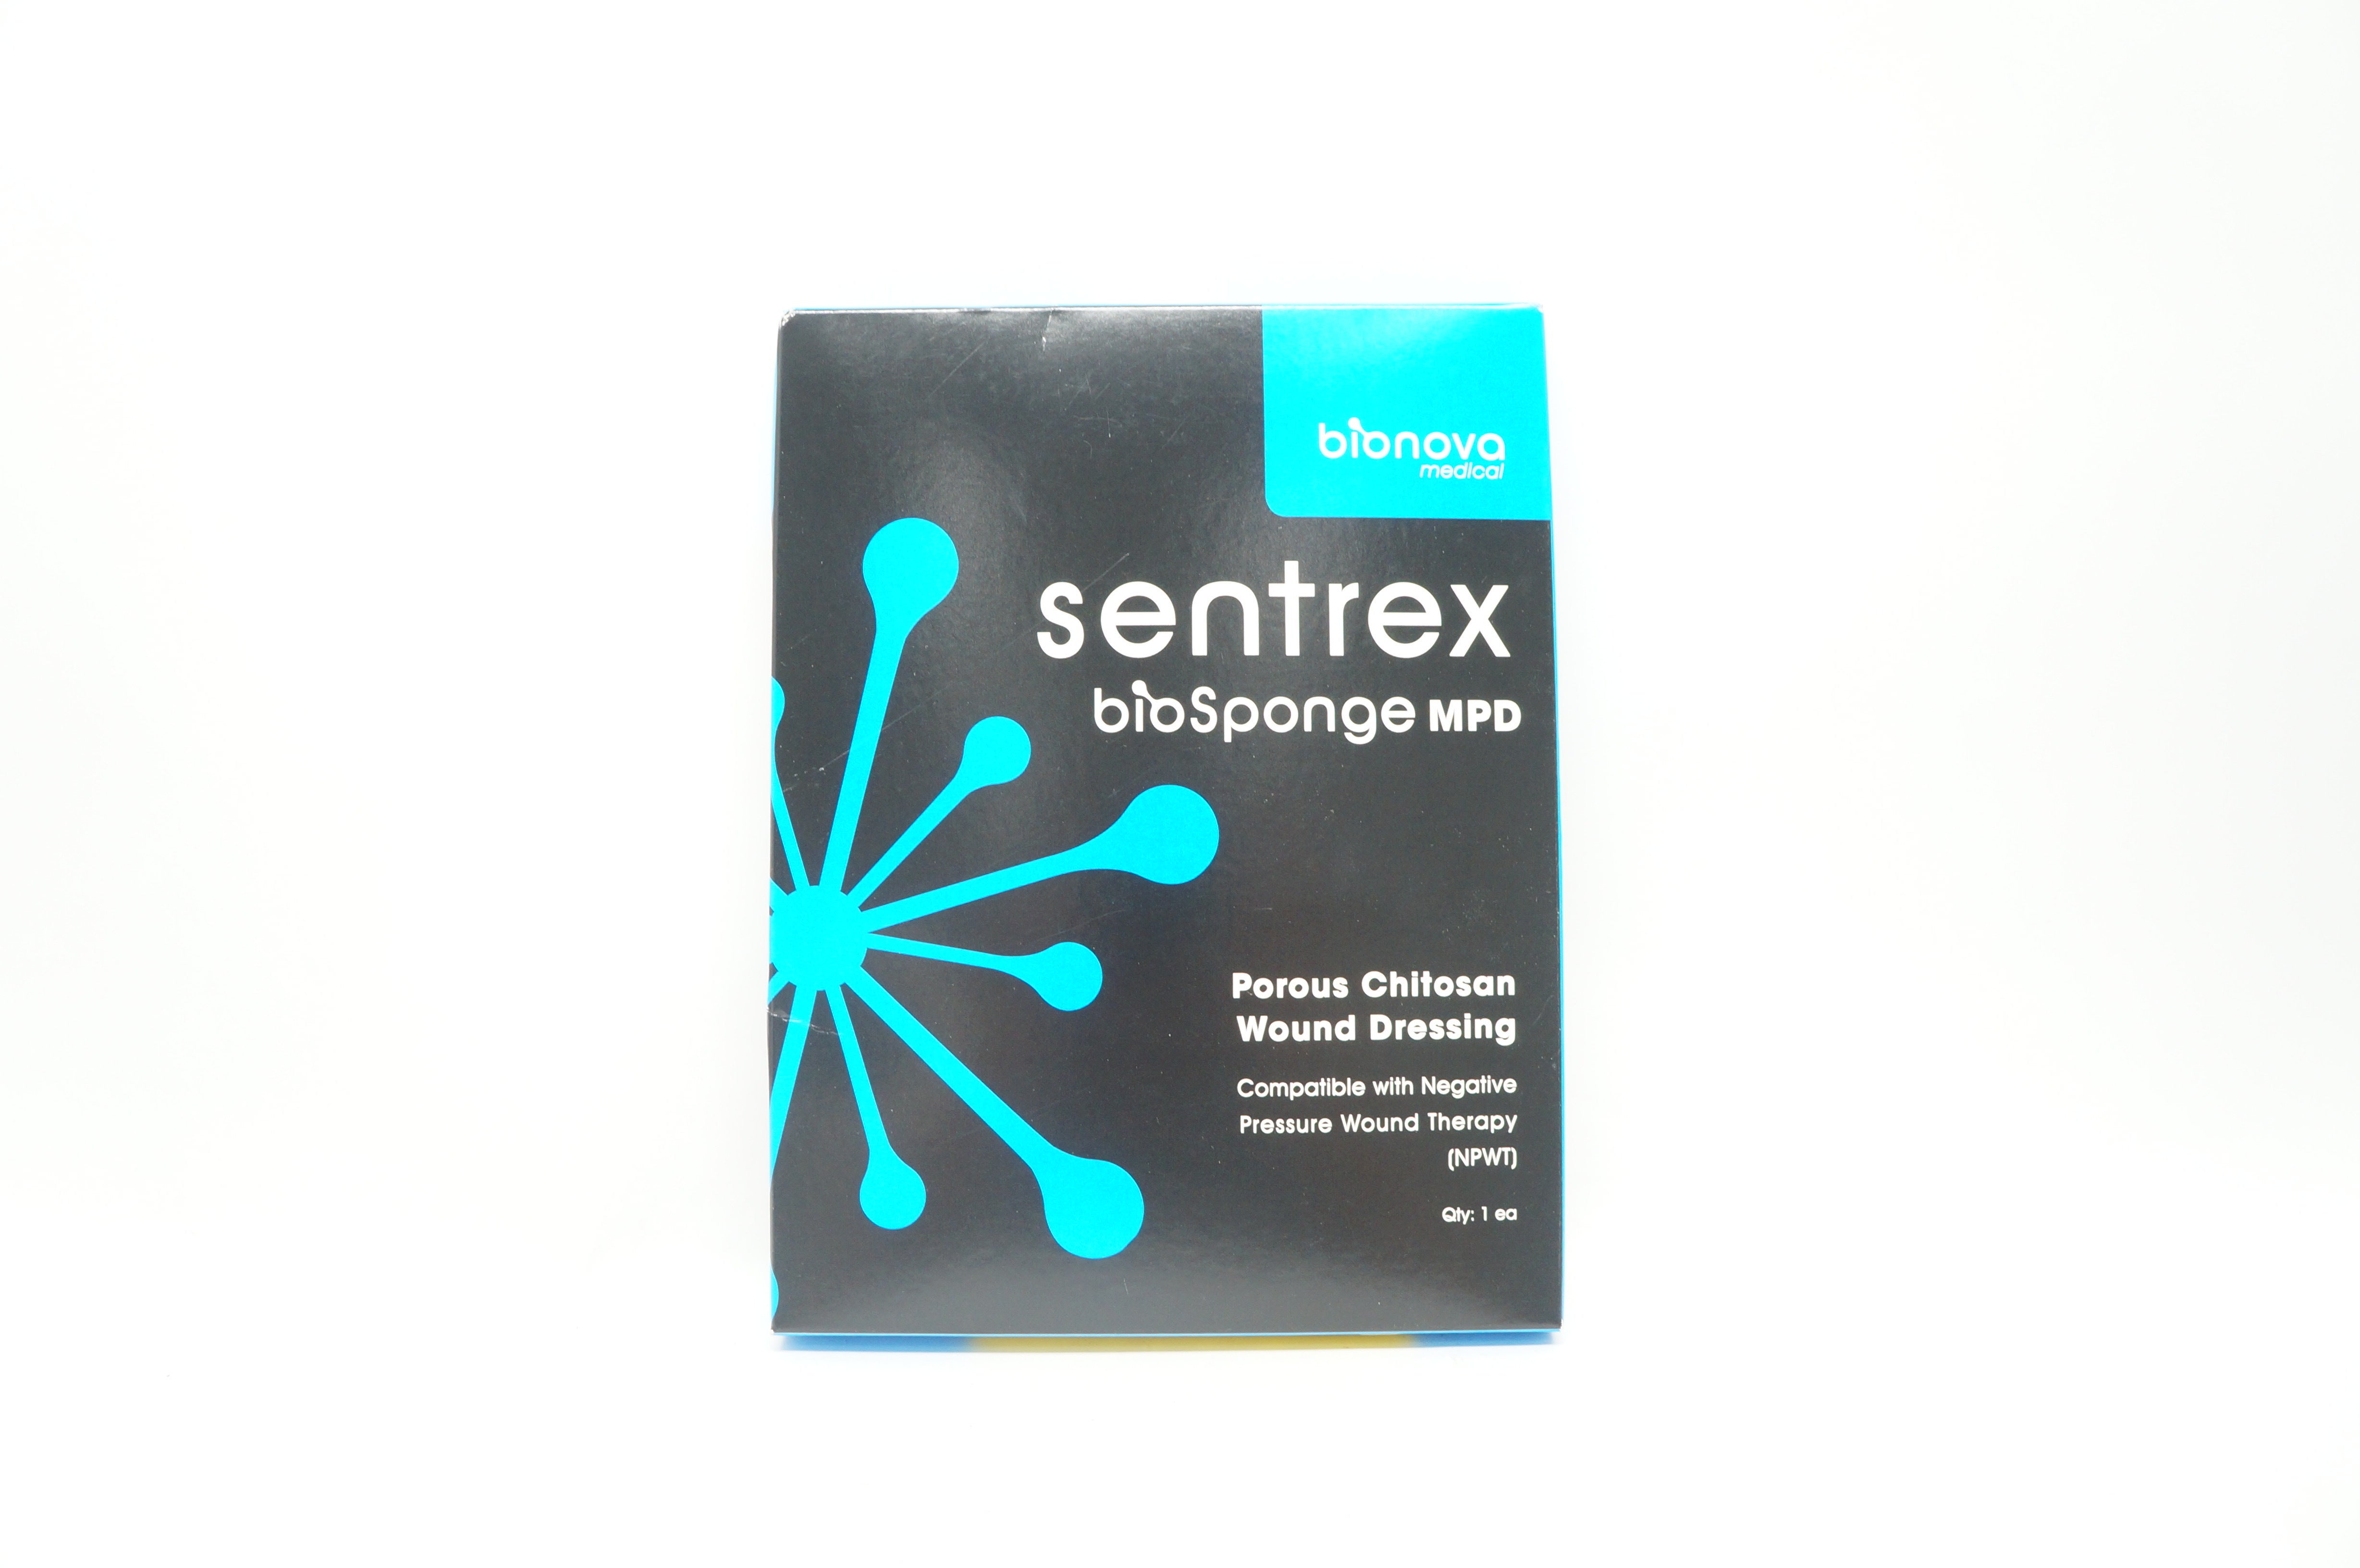 bionova
medical
sentrex
bioSponge MPD
Porous Chitosan
Wound Dressing
Compatible with Negative
Pressure Wound Therapy
(NPWT)
Qty: 1 ea